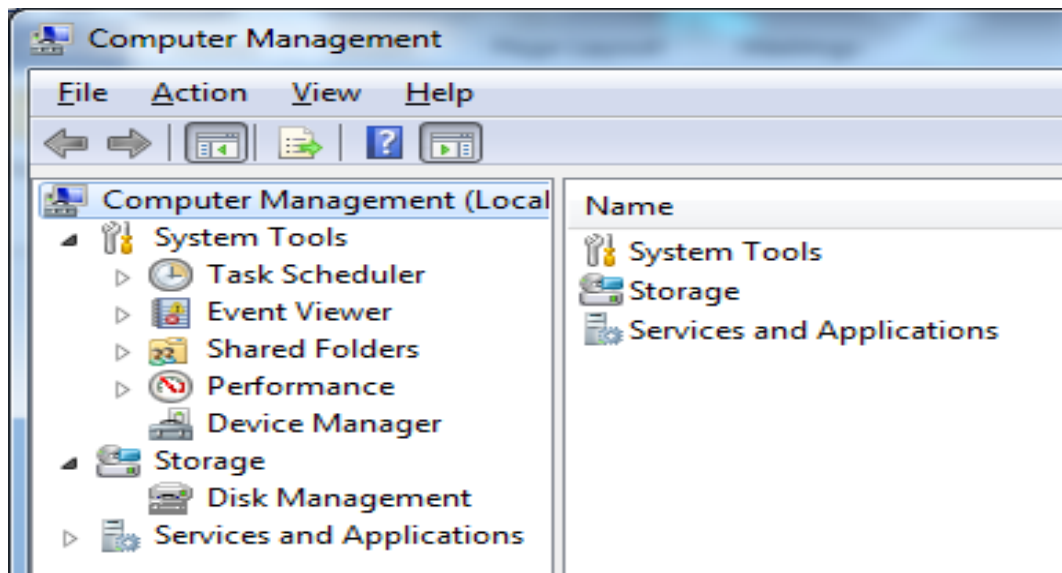 Computer Management
File Action View Help
Computer Management (Local
System Tools
Task Scheduler
Event Viewer
Shared Folders
Performance
Device Manager
Storage
Disk Management
Services and Applications
Name
System Tools
Storage
Services and Applications